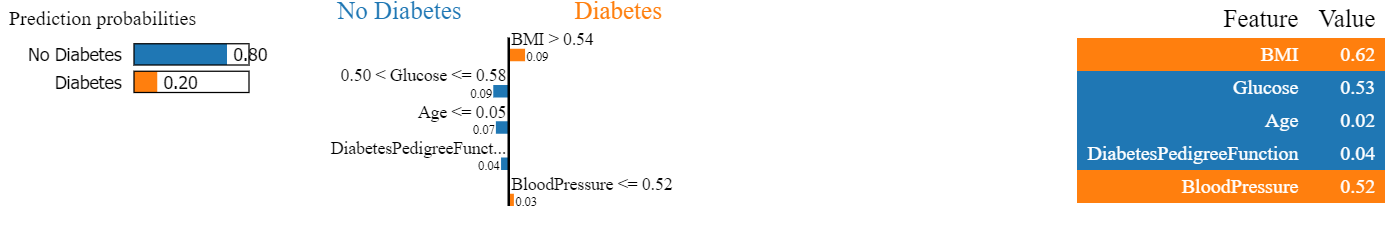 Prediction probabilities
No Diabetes 0.80
Diabetes 0.20
No Diabetes Diabetes
BMI > 0.54
0.09
0.50 < Glucose <= 0.58
0.09
Age <= 0.05
0.07
DiabetesPedigreeFunct...
0.04
BloodPressure <= 0.52
0.03
Feature Value
BMI 0.62
Glucose 0.53
Age 0.02
DiabetesPedigreeFunction 0.04
BloodPressure 0.52